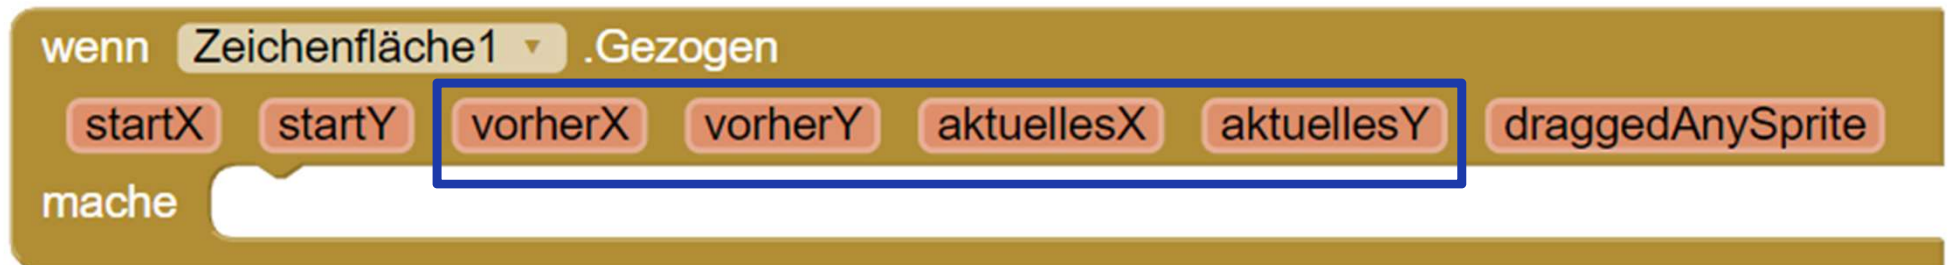 wenn Zeichenfläche1 .Gezogen
startX startY vorherX vorherY aktuellesX aktuellesY draggedAnySprite
mache